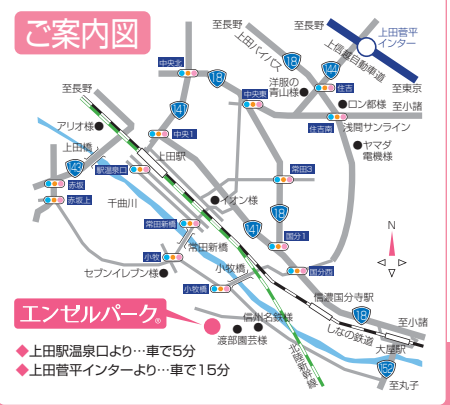 ご案内図
至長野
至長野
上田菅平
インター
上田バイパス
上信越自動車道
中央北
18
18
144
至東京
洋服の
青山様
住吉
中央東
ロン都様
至小諸
至長野
141
住吉南
浅間サンライン
アリオ様
中央1
ヤマダ
電機様
上田橋
上田駅
143
駅温泉口
常田3
赤坂
赤坂上
千曲川
イオン様
18
常田新橋
141
国分1
N
常田新橋
小牧
小牧橋
国分西
セブンイレブン様
小牧橋
信濃国分寺駅
エンゼルパーク®
18
信州名鉄様
しなの鉄道
至小諸
渡部園芸様
大屋駅
北陸新幹線
152
至丸子
◆上田駅温泉口より…車で5分
◆上田菅平インターより…車で15分